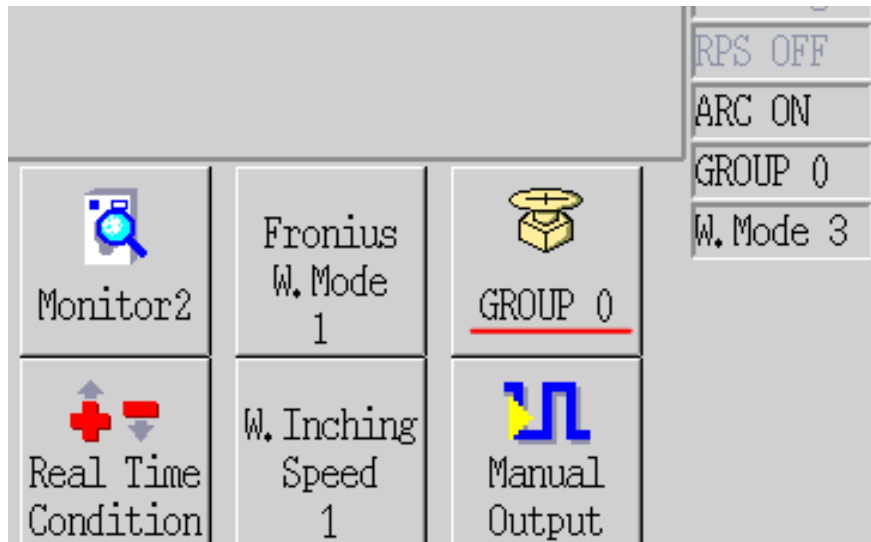 RPS OFF
ARC ON
GROUP 0
W.Mode 3
Monitor2
Fronius
W.Mode
1
GROUP 0
Real Time
Condition
W.Inching
Speed
1
Manual
Output